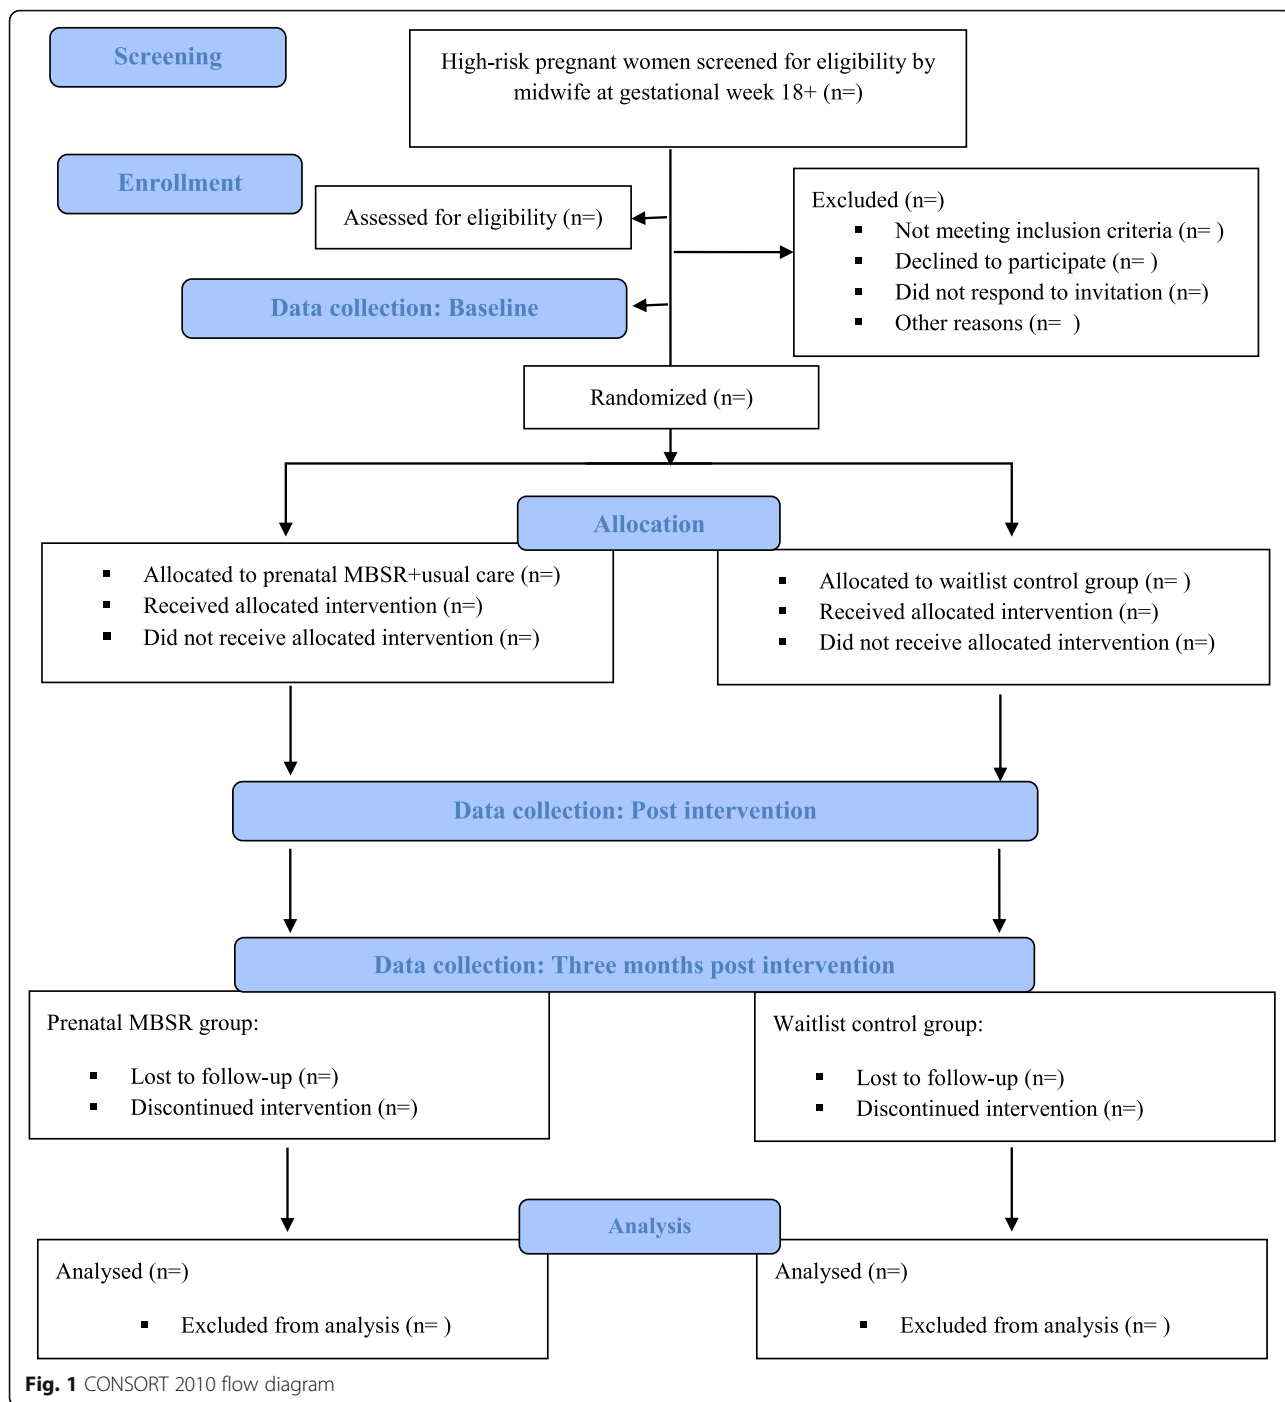 Screening
High-risk pregnant women screened for eligibility by
midwife at gestational week 18+ (n=)
Enrollment
Assessed for eligibility (n=)
Excluded (n=)
▪ Not meeting inclusion criteria (n= )
▪ Declined to participate (n= )
▪ Did not respond to invitation (n=)
▪ Other reasons (n=  )
Data collection: Baseline
Randomized (n=)
Allocation
▪ Allocated to prenatal MBSR+usual care (n=)
▪ Received allocated intervention (n=)
▪ Did not receive allocated intervention (n=)
▪ Allocated to waitlist control group (n= )
▪ Received allocated intervention (n=)
▪ Did not receive allocated intervention (n=)
Data collection: Post intervention
Data collection: Three months post intervention
Prenatal MBSR group:
▪ Lost to follow-up (n=)
▪ Discontinued intervention (n=)
Waitlist control group:
▪ Lost to follow-up (n=)
▪ Discontinued intervention (n=)
Analysis
Analysed (n=)
▪ Excluded from analysis (n= )
Analysed (n=)
▪ Excluded from analysis (n= )
Fig. 1 CONSORT 2010 flow diagram